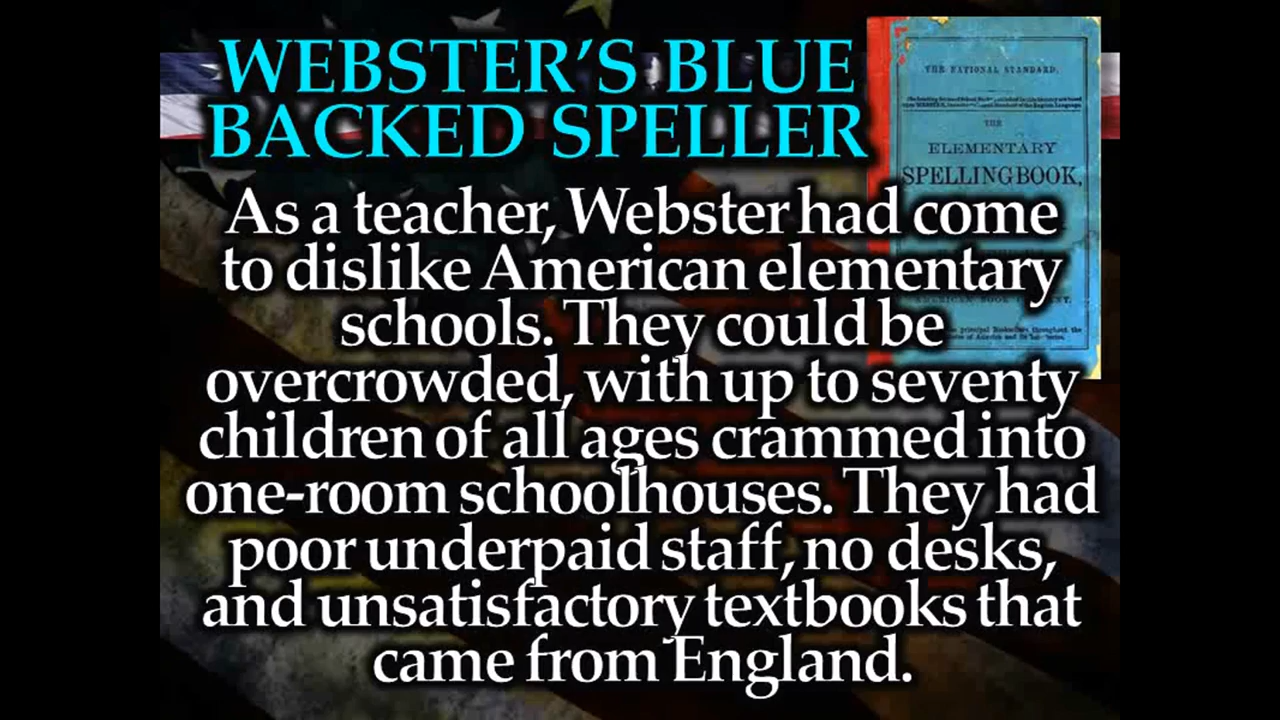 WEBSTER'S BLUE
BACKED SPELLER
THE NATIONAL STANDARD.
THE
ELEMENTARY
SPELLING BOOK,
As a teacher, Webster had come
to dislike American elementary
schools. They could be
overcrowded, with up to seventy
children of all ages crammed into
one-room schoolhouses. They had
poor underpaid staff, no desks,
and unsatisfactory textbooks that
came from England.